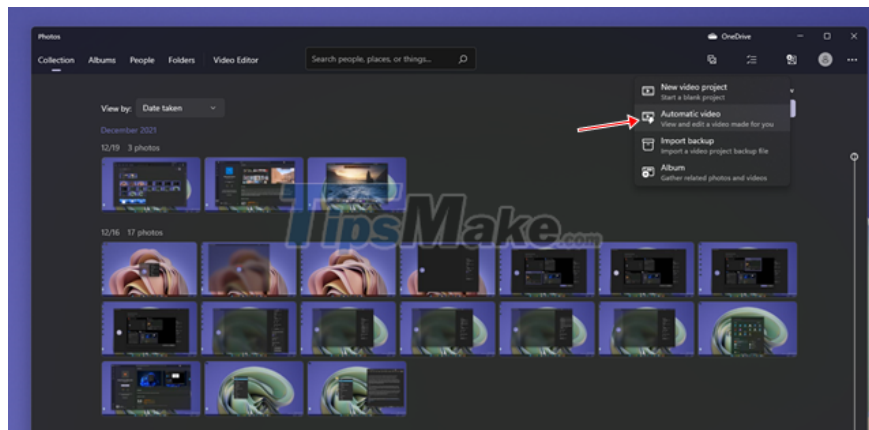 Photos
OneDrive
Collection Albums People Folders Video Editor
Search people, places, or things...
New video project
Start a blank project
View by: Date taken
Automatic video
View and edit a video made for you
December 2021
Import backup
Import a video project backup file
12/19 3 photos
Album
Gather related photos and videos
TipsMake.com
12/16 17 photos